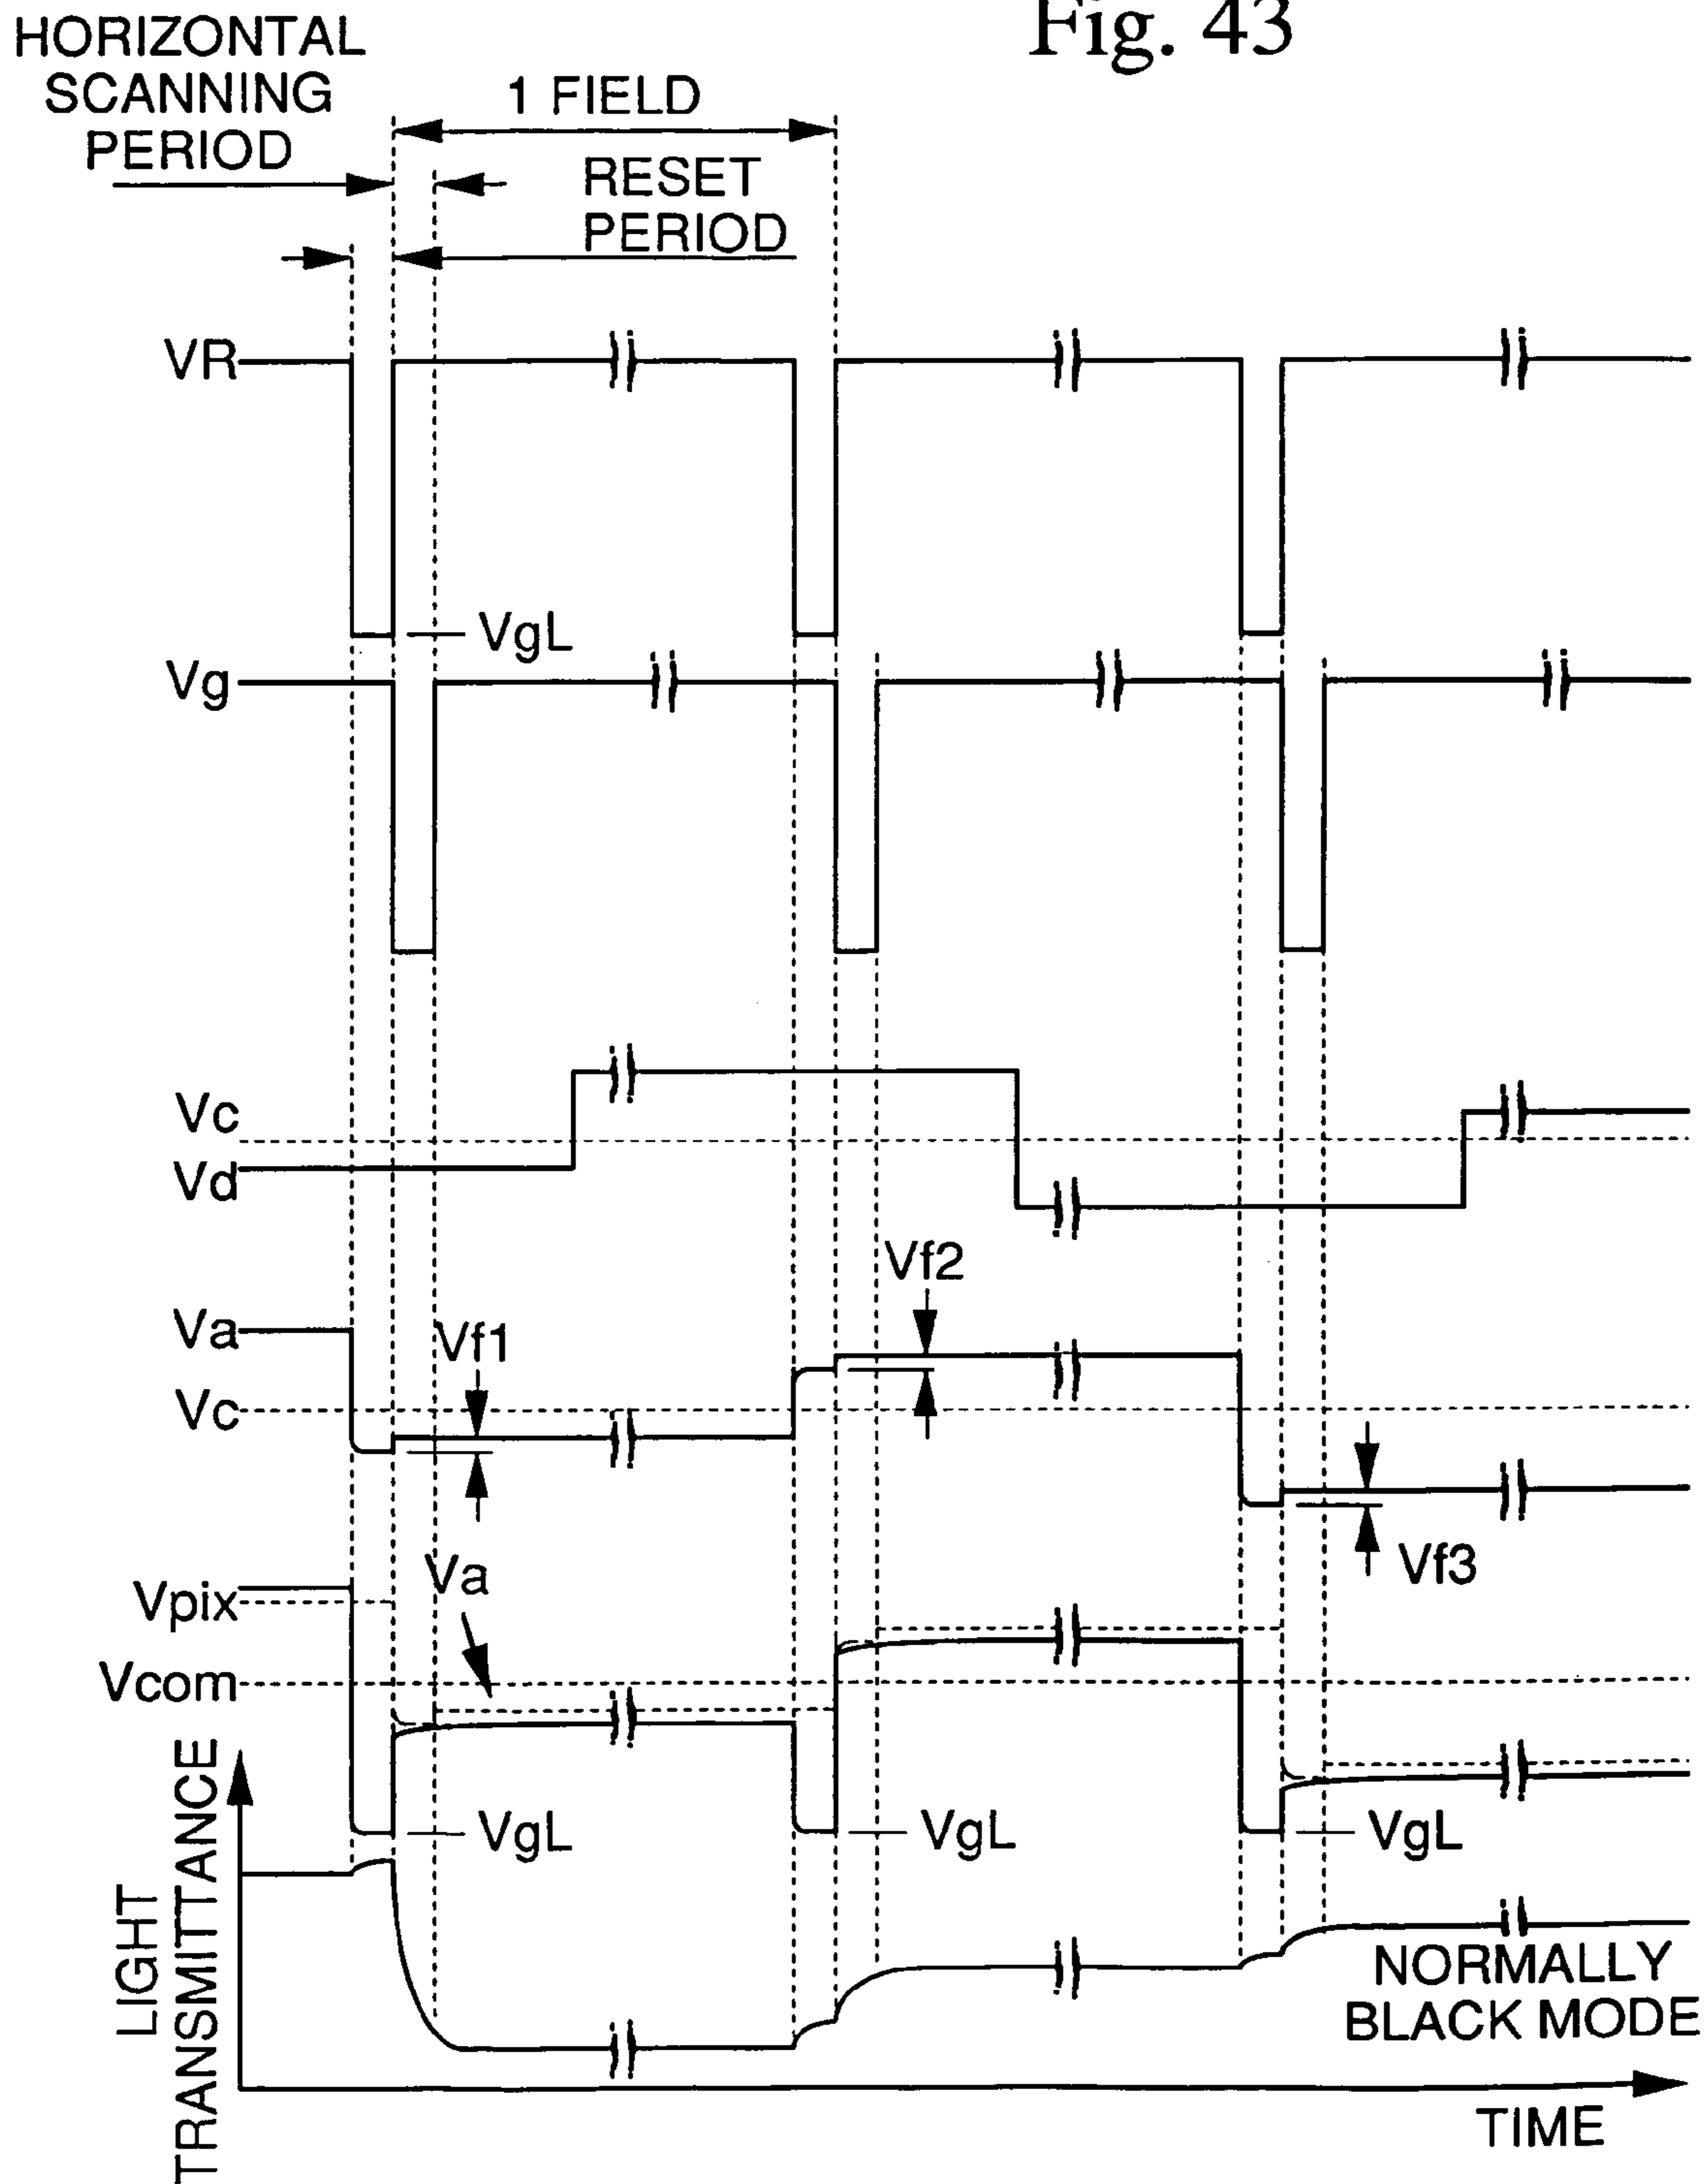 Fig. 43
HORIZONTAL
SCANNING
PERIOD
1 FIELD
RESET
PERIOD
VR
VgL
Vg
Vc
Vd
Vf2
Va
Vf1
Vc
Vf3
Va
Vpix
Vcom
VgL
VgL
VgL
LIGHT
TRANSMITTANCE
NORMALLY
BLACK MODE
TIME